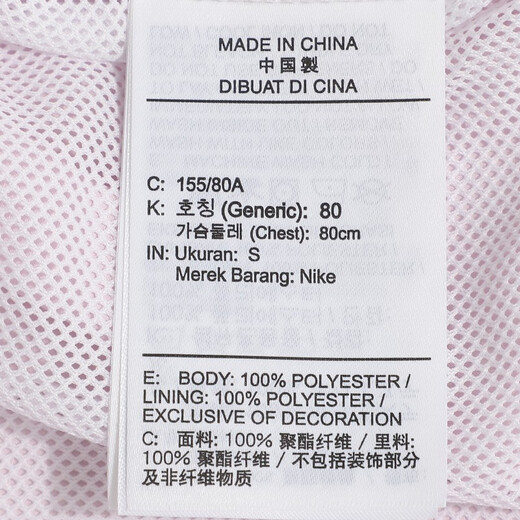 MADE IN CHINA
中国製
DIBUAT DI CINA
C: 155/80A
K: 호칭 (Generic): 80
가슴둘레 (Chest): 80cm
IN: Ukuran: S
Merek Barang: Nike
E: BODY: 100% POLYESTER /
LINING: 100% POLYESTER /
EXCLUSIVE OF DECORATION
C: 面料: 100% 聚酯纤维 / 里料:
100% 聚酯纤维 / 不包括装饰部分
及非纤维物质